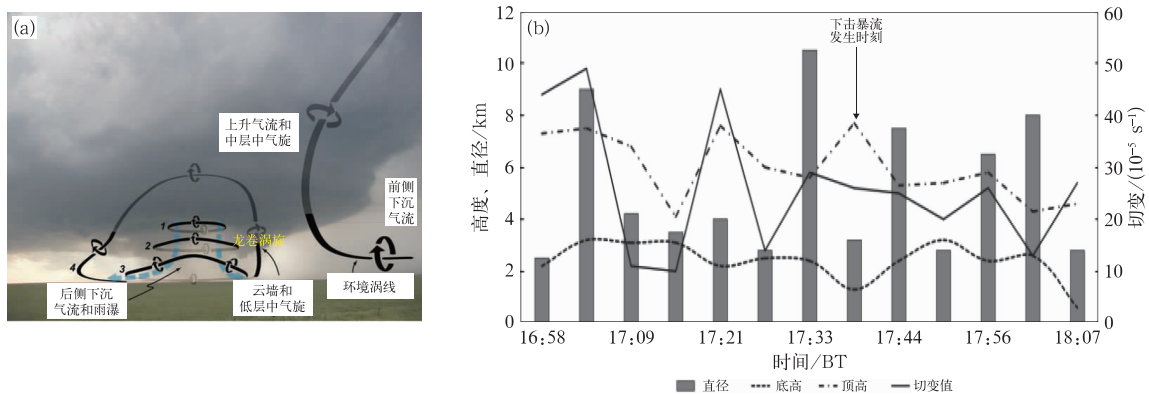 (a)
上升气流和
中层中气旋
前侧
下沉
气流
龙卷涡旋
1
2
3
4
后侧下沉
气流和雨瀑
云墙和
低层中气旋
环境涡线
(b)
下击暴流
发生时刻
高度、直径/km
12
10
8
6
4
2
0
切变/(10⁻⁵ s⁻¹)
60
50
40
30
20
10
0
16:58 17:09 17:21 17:33 17:44 17:56 18:07
时间/BT
直径 底高 顶高 切变值